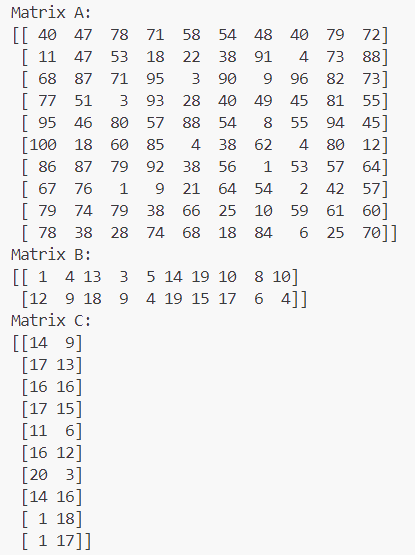 Matrix A:
[[ 40 47 78 71 58 54 48 40 79 72]
[ 11 47 53 18 22 38 91 4 73 88]
[ 68 87 71 95 3 90 9 96 82 73]
[ 77 51 3 93 28 40 49 45 81 55]
[ 95 46 80 57 88 54 8 55 94 45]
[100 18 60 85 4 38 62 4 80 12]
[ 86 87 79 92 38 56 1 53 57 64]
[ 67 76 1 9 21 64 54 2 42 57]
[ 79 74 79 38 66 25 10 59 61 60]
[ 78 38 28 74 68 18 84 6 25 70]]
Matrix B:
[[ 1 4 13 3 5 14 19 10 8 10]
[12 9 18 9 4 19 15 17 6 4]]
Matrix C:
[[14 9]
[17 13]
[16 16]
[17 15]
[11 6]
[16 12]
[20 3]
[14 16]
[ 1 18]
[ 1 17]]